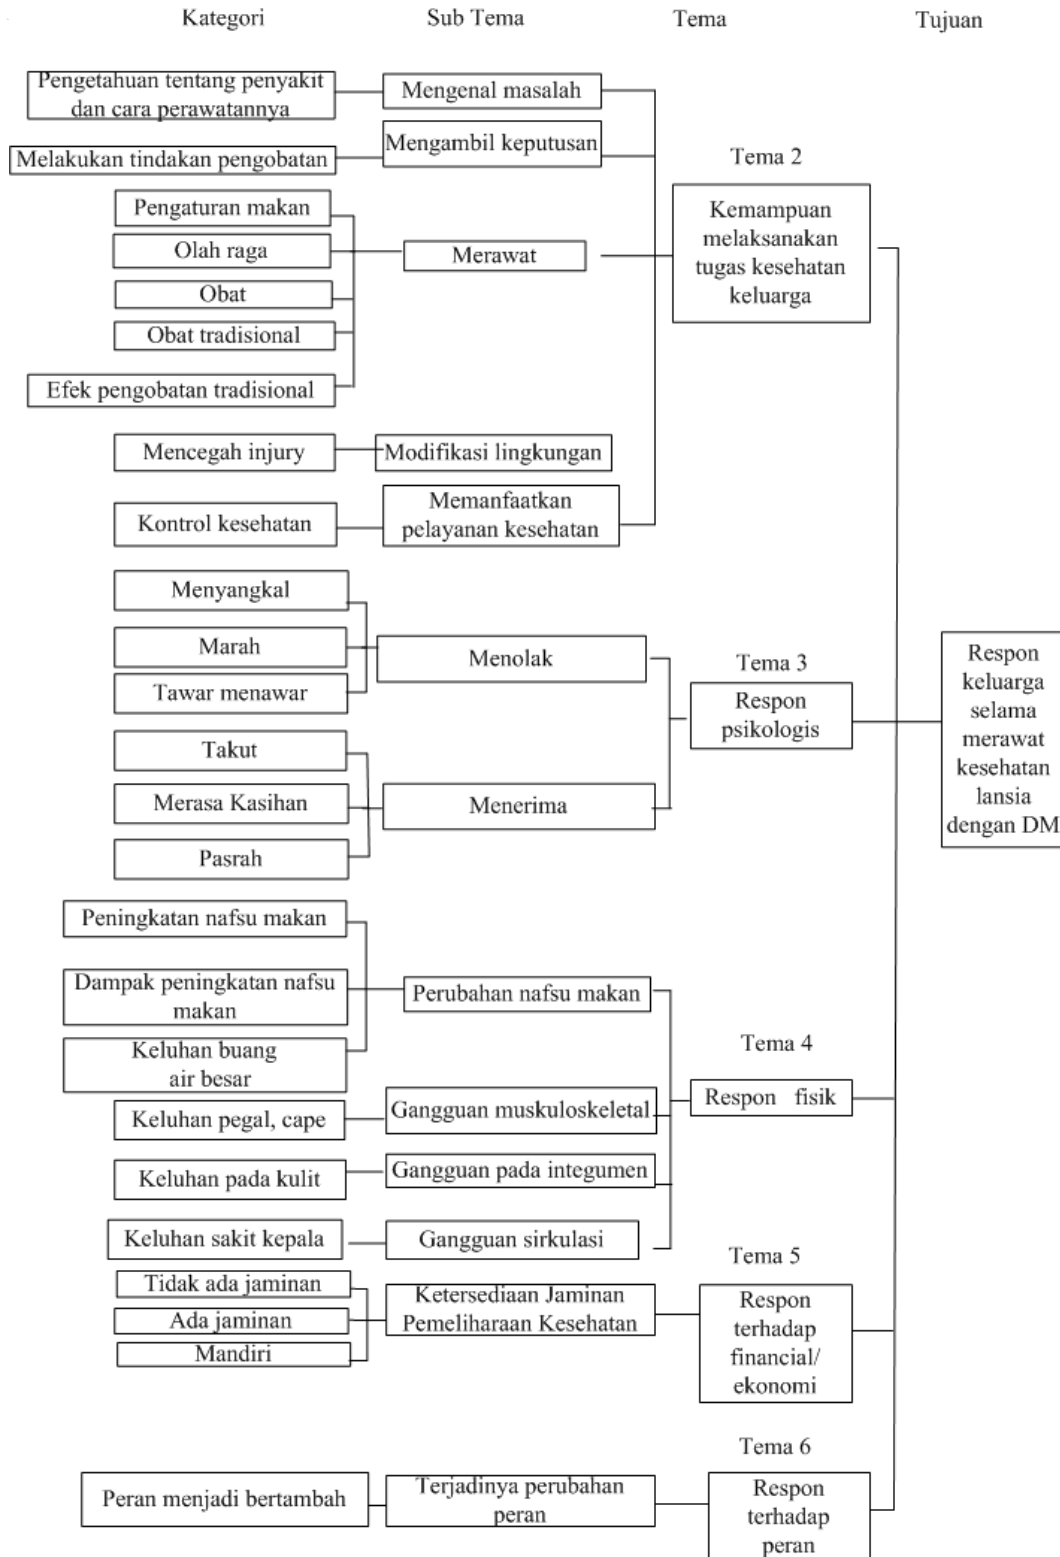 Kategori
Sub Tema
Tema
Tujuan
Pengetahuan tentang penyakit
dan cara perawatannya
Mengenal masalah
Melakukan tindakan pengobatan
Mengambil keputusan
Pengaturan makan
Olah raga
Obat
Obat tradisional
Efek pengobatan tradisional
Merawat
Mencegah injury
Modifikasi lingkungan
Kontrol kesehatan
Memanfaatkan
pelayanan kesehatan
Tema 2
Kemampuan
melaksanakan
tugas kesehatan
keluarga
Menyangkal
Marah
Tawar menawar
Menolak
Takut
Merasa Kasihan
Pasrah
Menerima
Tema 3
Respon
psikologis
Respon
keluarga
selama
merawat
kesehatan
lansia
dengan DM
Peningkatan nafsu makan
Dampak peningkatan nafsu
makan
Keluhan buang
air besar
Perubahan nafsu makan
Keluhan pegal, cape
Gangguan muskuloskeletal
Keluhan pada kulit
Gangguan pada integumen
Keluhan sakit kepala
Gangguan sirkulasi
Tema 4
Respon fisik
Tidak ada jaminan
Ada jaminan
Mandiri
Ketersediaan Jaminan
Pemeliharaan Kesehatan
Tema 5
Respon
terhadap
financial/
ekonomi
Peran menjadi bertambah
Terjadinya perubahan
peran
Tema 6
Respon
terhadap
peran